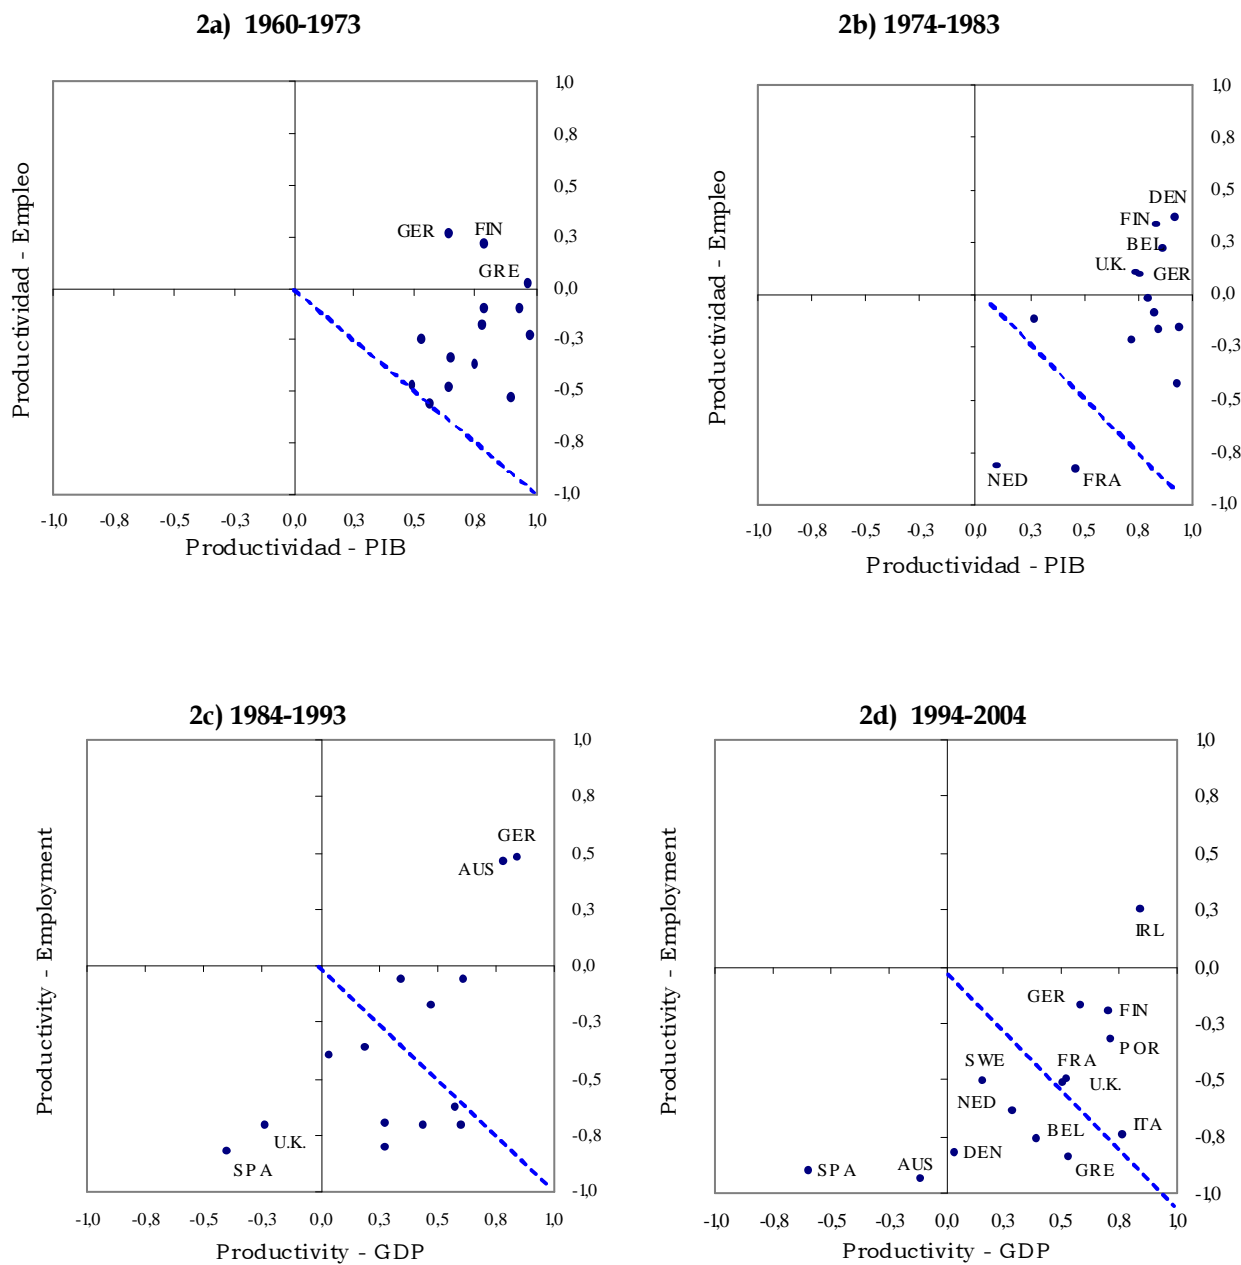 2a)  1960-1973
1,0
0,8
0,5
GER
FIN
0,3
GRE
0,0
-0,3
-0,5
-0,8
-1,0
Productividad - Empleo
-1,0 -0,8 -0,5 -0,3 0,0 0,3 0,5 0,8 1,0
Productividad - PIB
2b) 1974-1983
1,0
0,8
0,5
DEN
FIN
BEL
0,3
U.K.
GER
0,0
-0,3
-0,5
-0,8
NED
FRA
-1,0
Productividad - Empleo
-1,0 -0,8 -0,5 -0,3 0,0 0,3 0,5 0,8 1,0
Productividad - PIB
2c) 1984-1993
1,0
0,8
GER
0,5
AUS
0,3
0,0
-0,3
-0,5
-0,8
U.K.
SPA
-1,0
Productivity - Employment
-1,0 -0,8 -0,5 -0,3 0,0 0,3 0,5 0,8 1,0
Productivity - GDP
2d)  1994-2004
1,0
0,8
0,5
0,3
IRL
0,0
GER
FIN
-0,3
POR
SWE
FRA
-0,5
U.K.
NED
ITA
BEL
-0,8
DEN
AUS
SPA
GRE
-1,0
Productivity - Employment
-1,0 -0,8 -0,5 -0,3 0,0 0,3 0,5 0,8 1,0
Productivity - GDP